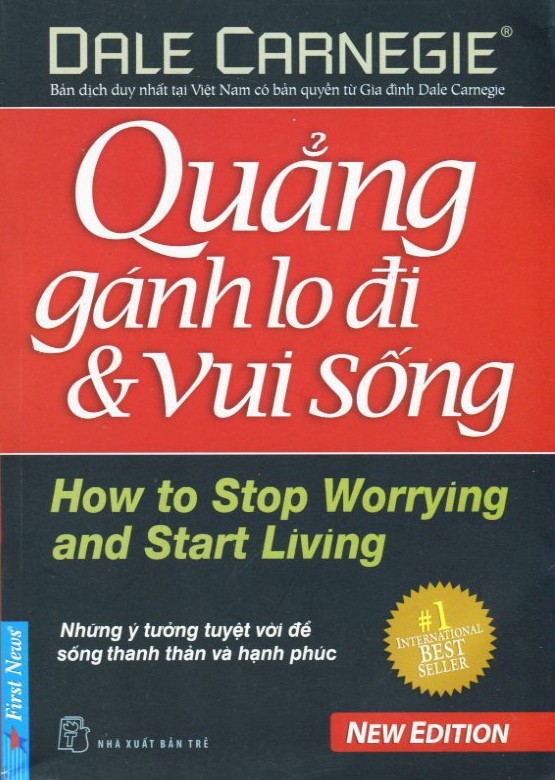 DALE CARNEGIE®
Bản dịch duy nhất tại Việt Nam có bản quyền từ Gia đình Dale Carnegie
Quẳng
gánh lo đi
& vui sống
How to Stop Worrying
and Start Living
#1
INTERNATIONAL
BEST
SELLER
Những ý tưởng tuyệt vời để
sống thanh thản và hạnh phúc
First News®
NHÀ XUẤT BẢN TRẺ
NEW EDITION